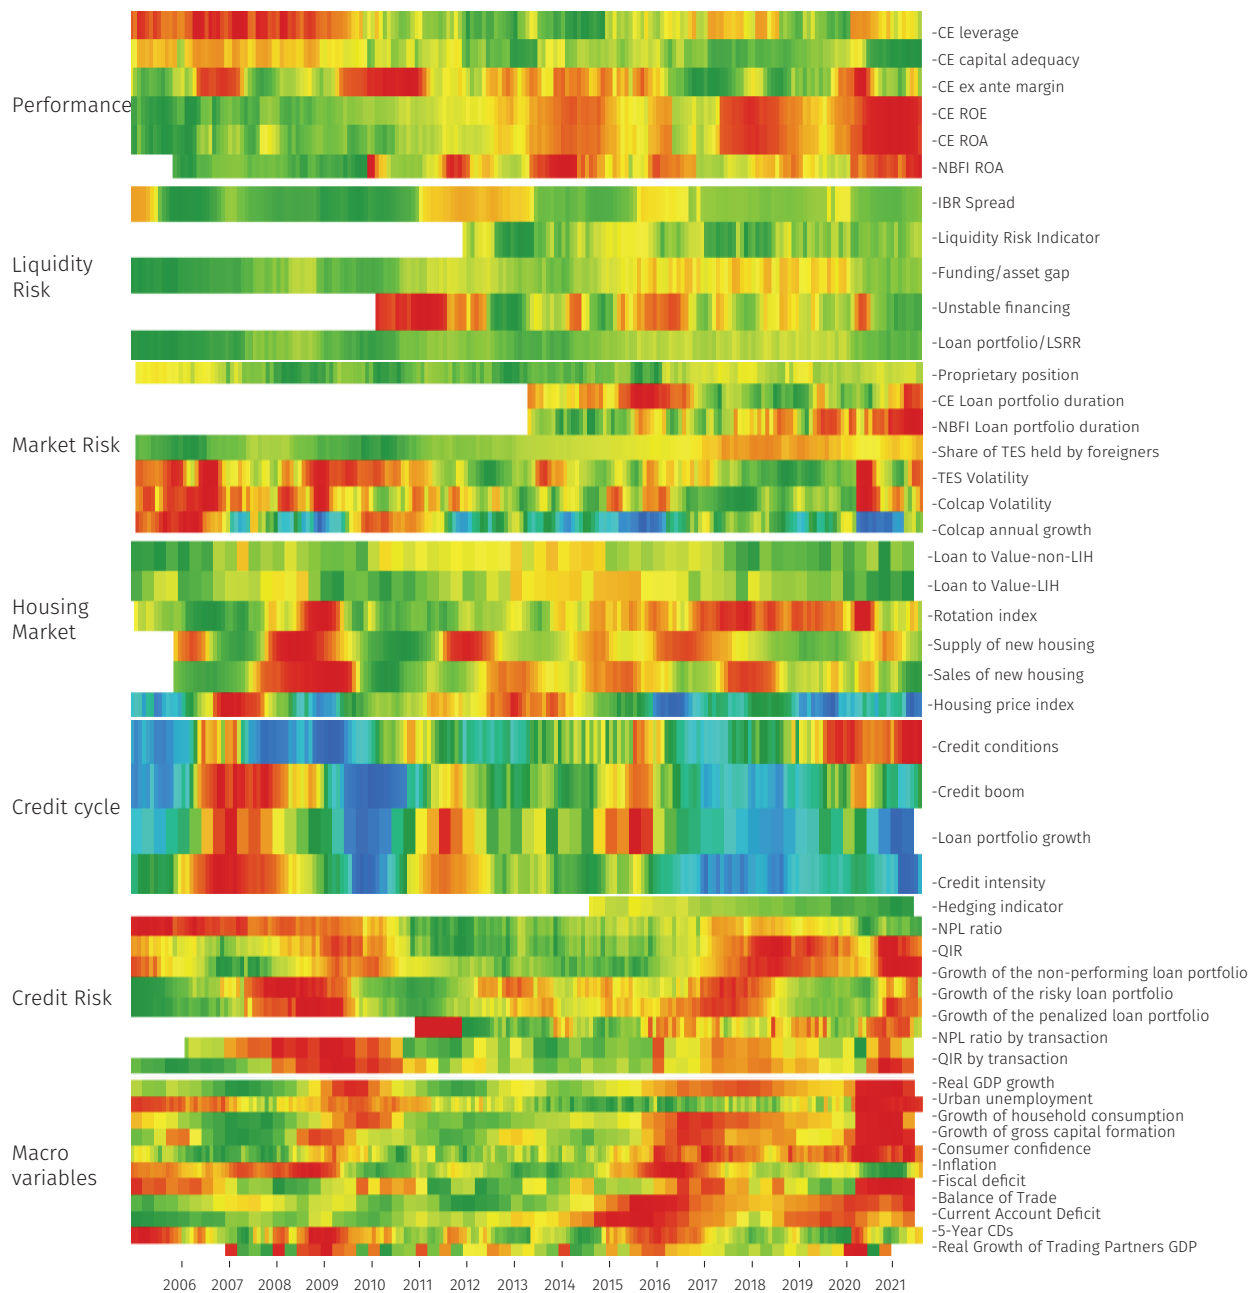 Performance
-CE leverage
-CE capital adequacy
-CE ex ante margin
-CE ROE
-CE ROA
-NBFI ROA
Liquidity
Risk
-IBR Spread
-Liquidity Risk Indicator
-Funding/asset gap
-Unstable financing
-Loan portfolio/LSRR
Market Risk
-Proprietary position
-CE Loan portfolio duration
-NBFI Loan portfolio duration
-Share of TES held by foreigners
-TES Volatility
-Colcap Volatility
-Colcap annual growth
Housing
Market
-Loan to Value-non-LIH
-Loan to Value-LIH
-Rotation index
-Supply of new housing
-Sales of new housing
-Housing price index
Credit cycle
-Credit conditions
-Credit boom
-Loan portfolio growth
-Credit intensity
Credit Risk
-Hedging indicator
-NPL ratio
-QIR
-Growth of the non-performing loan portfolio
-Growth of the risky loan portfolio
-Growth of the penalized loan portfolio
-NPL ratio by transaction
-QIR by transaction
Macro
variables
-Real GDP growth
-Urban unemployment
-Growth of household consumption
-Growth of gross capital formation
-Consumer confidence
-Inflation
-Fiscal deficit
-Balance of Trade
-Current Account Deficit
-5-Year CDs
-Real Growth of Trading Partners GDP
2006 2007 2008 2009 2010 2011 2012 2013 2014 2015 2016 2017 2018 2019 2020 2021